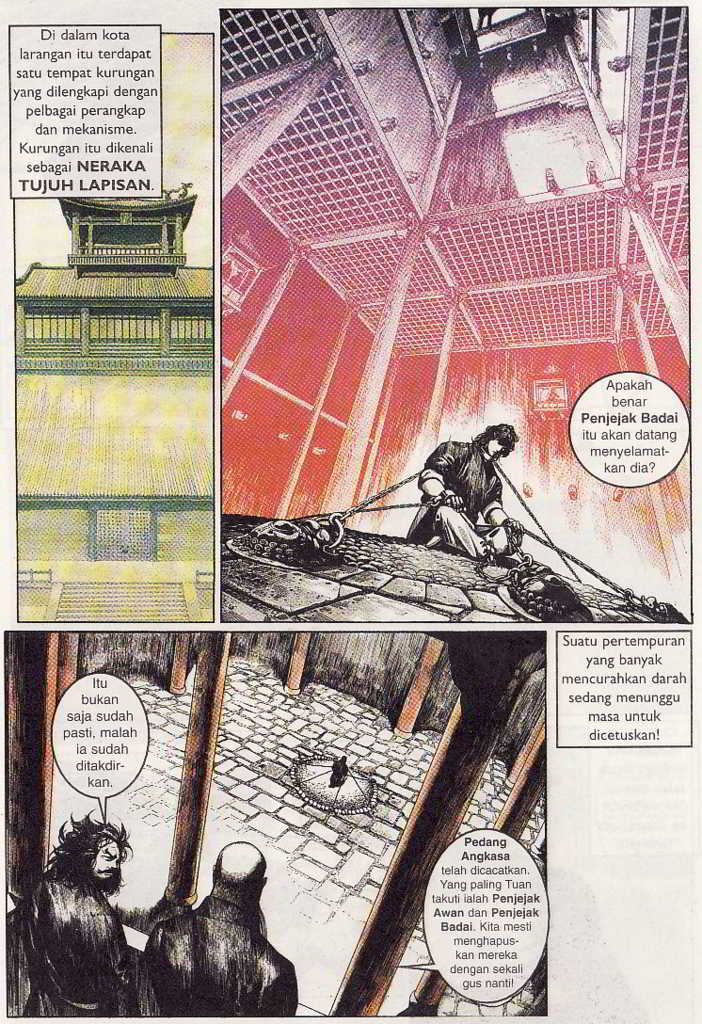 Di dalam kota
larangan itu terdapat
satu tempat kurungan
yang dilengkapi dengan
pelbagai perangkap
dan mekanisme.
Kurungan itu dikenali
sebagai NERAKA
TUJUH LAPISAN.
Apakah
benar
Penjejak Badai
itu akan datang
menyelamat-
kan dia?
Itu
bukan
saja sudah
pasti, malah
ia sudah
ditakdir-
kan.
Suatu pertempuran
yang banyak
mencurahkan darah
sedang menunggu
masa untuk
dicetuskan!
Pedang
Angkasa
telah dicacatkan.
Yang paling Tuan
takuti ialah Penjejak
Awan dan Penjejak
Badai. Kita mesti
menghapus-
kan mereka
dengan sekali
gus nanti!